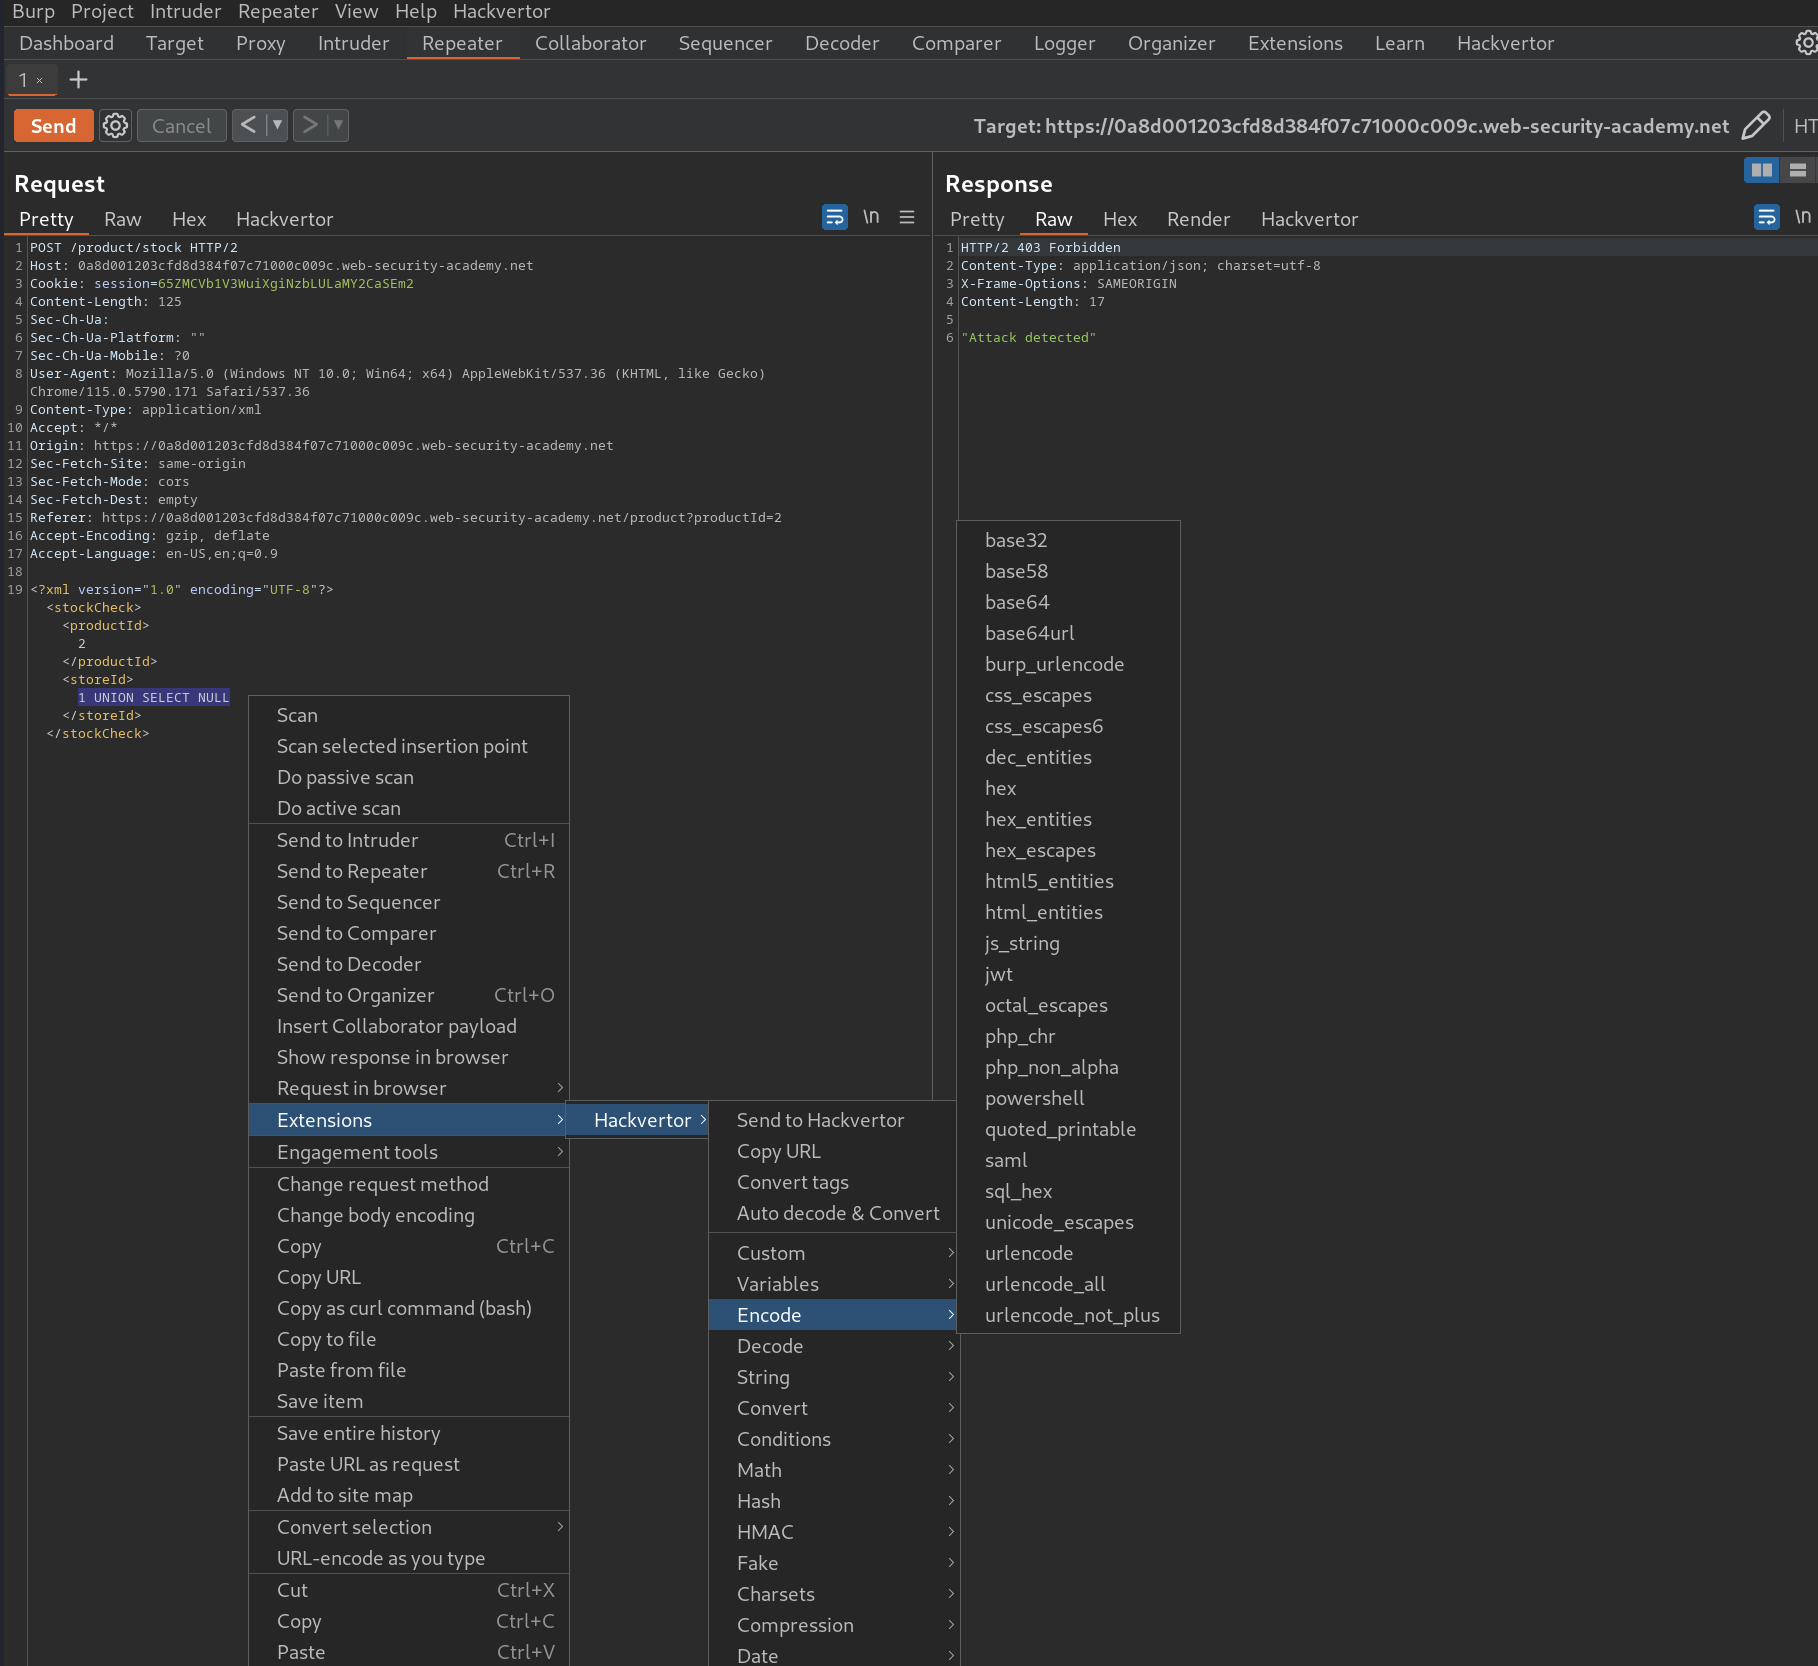 Burp Project Intruder Repeater View Help Hackvertor
Dashboard Target Proxy Intruder Repeater Collaborator Sequencer Decoder Comparer Logger Organizer Extensions Learn Hackvertor
1 × +
Send Cancel < > Target: https://0a8d001203cfd8d384f07c71000c009c.web-security-academy.net HT
Request
Pretty Raw Hex Hackvertor \n
1 POST /product/stock HTTP/2
2 Host: 0a8d001203cfd8d384f07c71000c009c.web-security-academy.net
3 Cookie: session=65ZMCVb1V3WuiXgiNzbLULaMY2CaSEm2
4 Content-Length: 125
5 Sec-Ch-Ua:
6 Sec-Ch-Ua-Platform: ""
7 Sec-Ch-Ua-Mobile: ?0
8 User-Agent: Mozilla/5.0 (Windows NT 10.0; Win64; x64) AppleWebKit/537.36 (KHTML, like Gecko)
Chrome/115.0.5790.171 Safari/537.36
9 Content-Type: application/xml
10 Accept: */*
11 Origin: https://0a8d001203cfd8d384f07c71000c009c.web-security-academy.net
12 Sec-Fetch-Site: same-origin
13 Sec-Fetch-Mode: cors
14 Sec-Fetch-Dest: empty
15 Referer: https://0a8d001203cfd8d384f07c71000c009c.web-security-academy.net/product?productId=2
16 Accept-Encoding: gzip, deflate
17 Accept-Language: en-US,en;q=0.9
18
19 <?xml version="1.0" encoding="UTF-8"?>
<stockCheck>
<productId>
2
</productId>
<storeId>
1 UNION SELECT NULL
</storeId>
</stockCheck>
Response
Pretty Raw Hex Render Hackvertor \n
1 HTTP/2 403 Forbidden
2 Content-Type: application/json; charset=utf-8
3 X-Frame-Options: SAMEORIGIN
4 Content-Length: 17
5
6 "Attack detected"
Scan
Scan selected insertion point
Do passive scan
Do active scan
Send to Intruder Ctrl+I
Send to Repeater Ctrl+R
Send to Sequencer
Send to Comparer
Send to Decoder
Send to Organizer Ctrl+O
Insert Collaborator payload
Show response in browser
Request in browser >
Extensions >
Engagement tools >
Change request method
Change body encoding
Copy Ctrl+C
Copy URL
Copy as curl command (bash)
Copy to file
Paste from file
Save item
Save entire history
Paste URL as request
Add to site map
Convert selection >
URL-encode as you type
Cut Ctrl+X
Copy Ctrl+C
Paste Ctrl+V
Hackvertor >
Send to Hackvertor
Copy URL
Convert tags
Auto decode & Convert
Custom >
Variables >
Encode >
Decode >
String >
Convert >
Conditions >
Math >
Hash >
HMAC >
Fake >
Charsets >
Compression >
Date >
base32
base58
base64
base64url
burp_urlencode
css_escapes
css_escapes6
dec_entities
hex
hex_entities
hex_escapes
html5_entities
html_entities
js_string
jwt
octal_escapes
php_chr
php_non_alpha
powershell
quoted_printable
saml
sql_hex
unicode_escapes
urlencode
urlencode_all
urlencode_not_plus